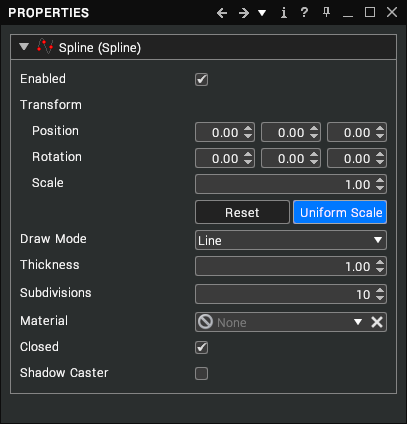 PROPERTIES
Spline (Spline)
Enabled
Transform
Position 0.00 0.00 0.00
Rotation 0.00 0.00 0.00
Scale 1.00
Reset Uniform Scale
Draw Mode Line
Thickness 1.00
Subdivisions 10
Material None
Closed
Shadow Caster